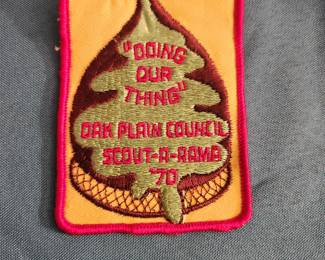 "DOING
OUR
THING"
OAK PLAIN COUNCIL
SCOUT-A-RAMA
'70